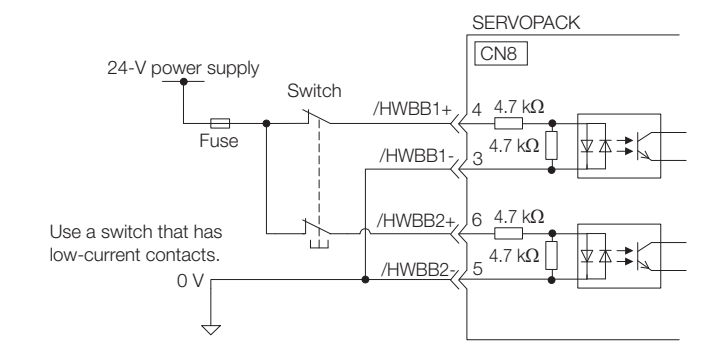 SERVOPACK
CN8
24-V power supply
Switch
Fuse
/HWBB1+
4
4.7 kΩ
4.7 kΩ
/HWBB1-
3
/HWBB2+
6
4.7 kΩ
4.7 kΩ
/HWBB2-
5
Use a switch that has
low-current contacts.
0 V